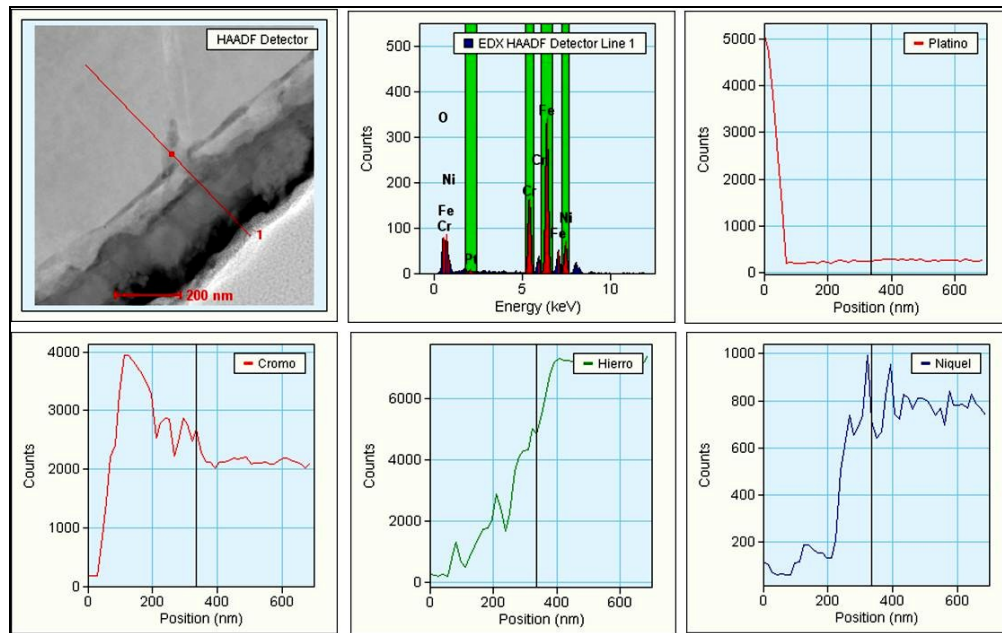 HAADF Detector
1
200 nm
EDX HAADF Detector Line 1
500
400
300
200
100
0
Counts
O
Ni
Fe
Cr
Pt
Cr
Cr
Fe
Fe
Ni
0
5
10
Energy (keV)
Platino
5000
4000
3000
2000
1000
0
Counts
0
200
400
600
Position (nm)
Cromo
4000
3000
2000
1000
0
Counts
0
200
400
600
Position (nm)
Hierro
6000
4000
2000
0
Counts
0
200
400
600
Position (nm)
Niquel
1000
800
600
400
200
Counts
0
200
400
600
Position (nm)